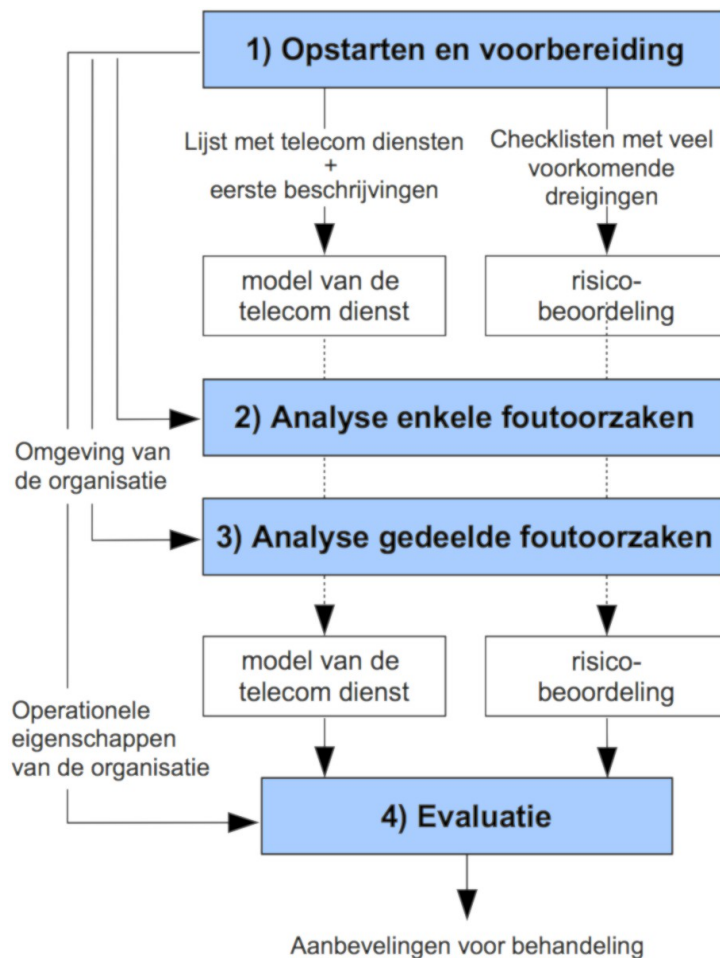 1) Opstarten en voorbereiding
Lijst met telecom diensten
+
eerste beschrijvingen
Checklisten met veel
voorkomende
dreigingen
model van de
telecom dienst
risico-
beoordeling
2) Analyse enkele foutoorzaken
Omgeving van
de organisatie
3) Analyse gedeelde foutoorzaken
model van de
telecom dienst
risico-
beoordeling
Operationele
eigenschappen
van de organisatie
4) Evaluatie
Aanbevelingen voor behandeling